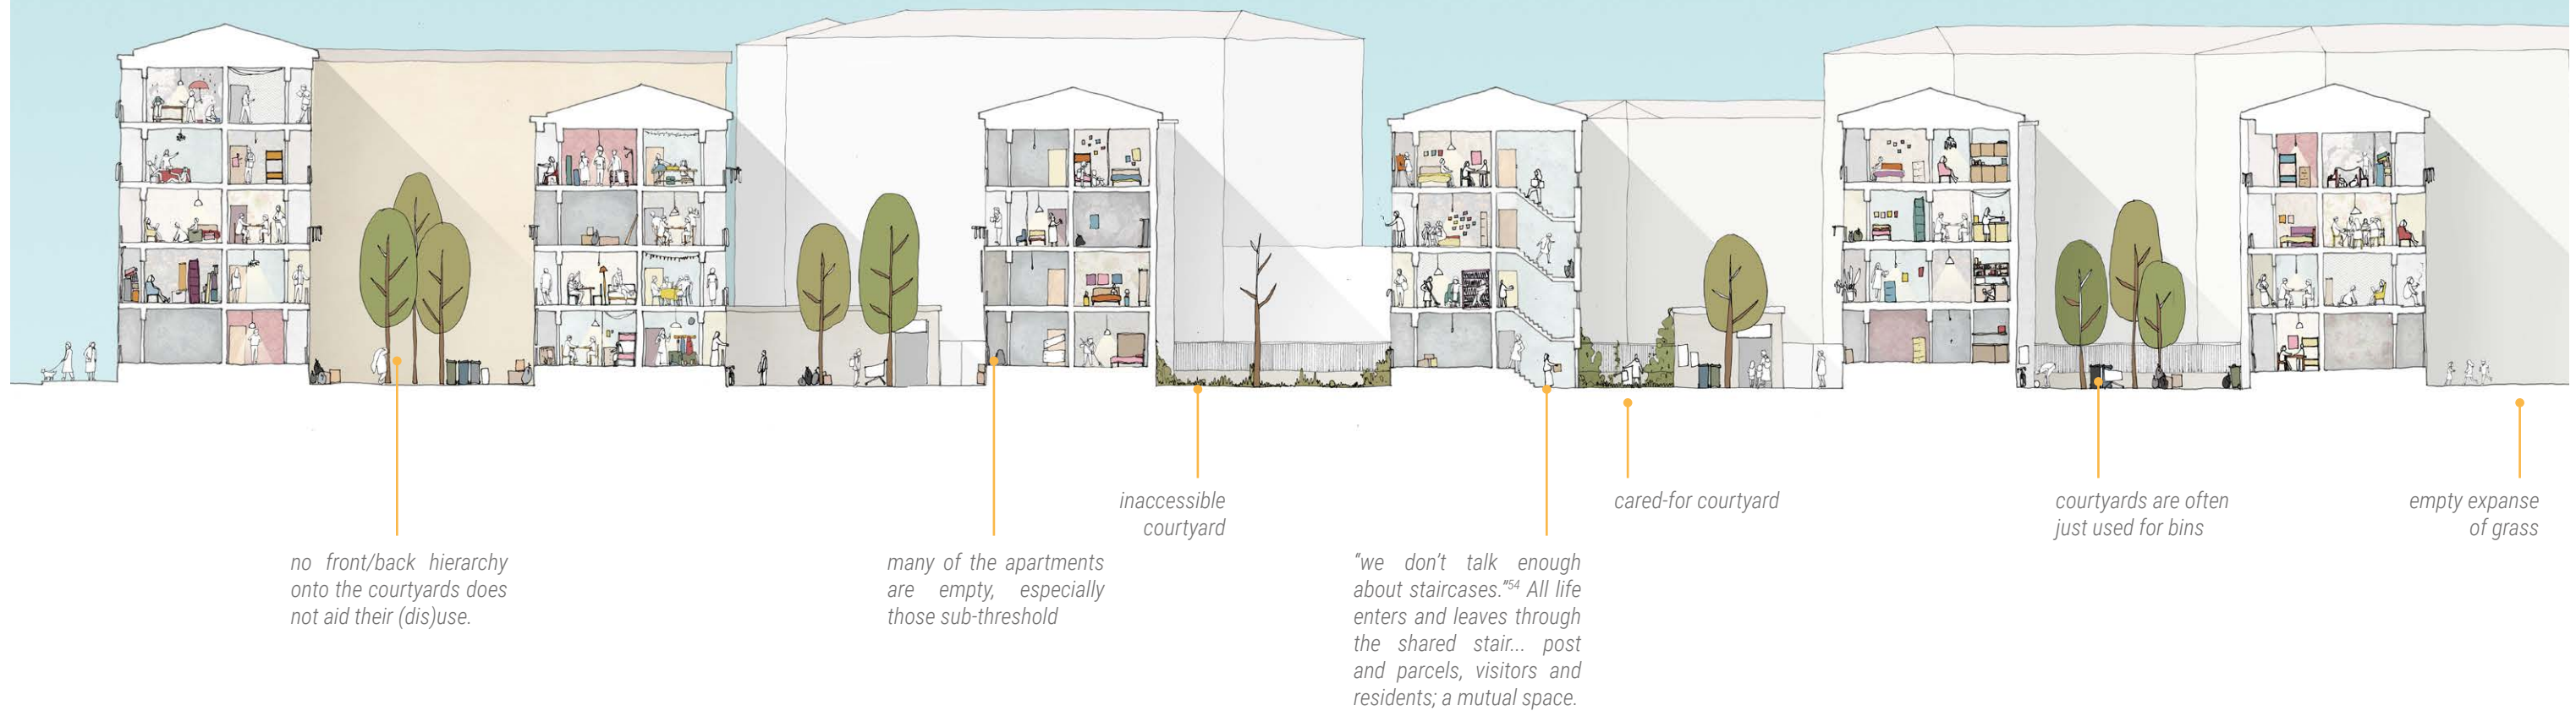 no front/back hierarchy
onto the courtyards does
not aid their (dis)use.
many of the apartments
are empty, especially
those sub-threshold
inaccessible
courtyard
"we don't talk enough
about staircases."54 All life
enters and leaves through
the shared stair... post
and parcels, visitors and
residents; a mutual space.
cared-for courtyard
courtyards are often
just used for bins
empty expanse
of grass